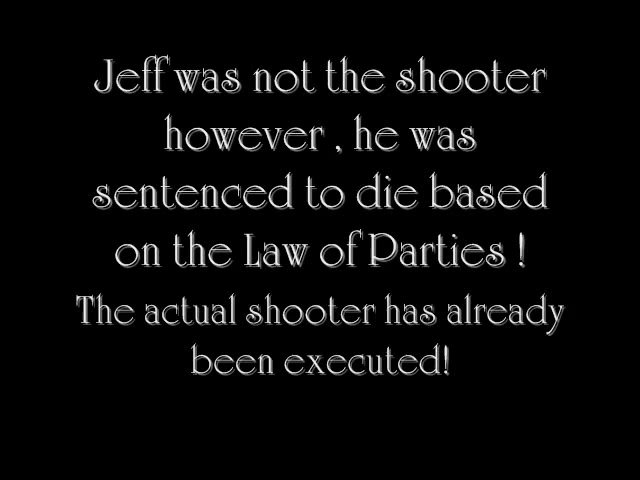 Jeff was not the shooter
however , he was
sentenced to die based
on the Law of Parties !
The actual shooter has already
been executed!